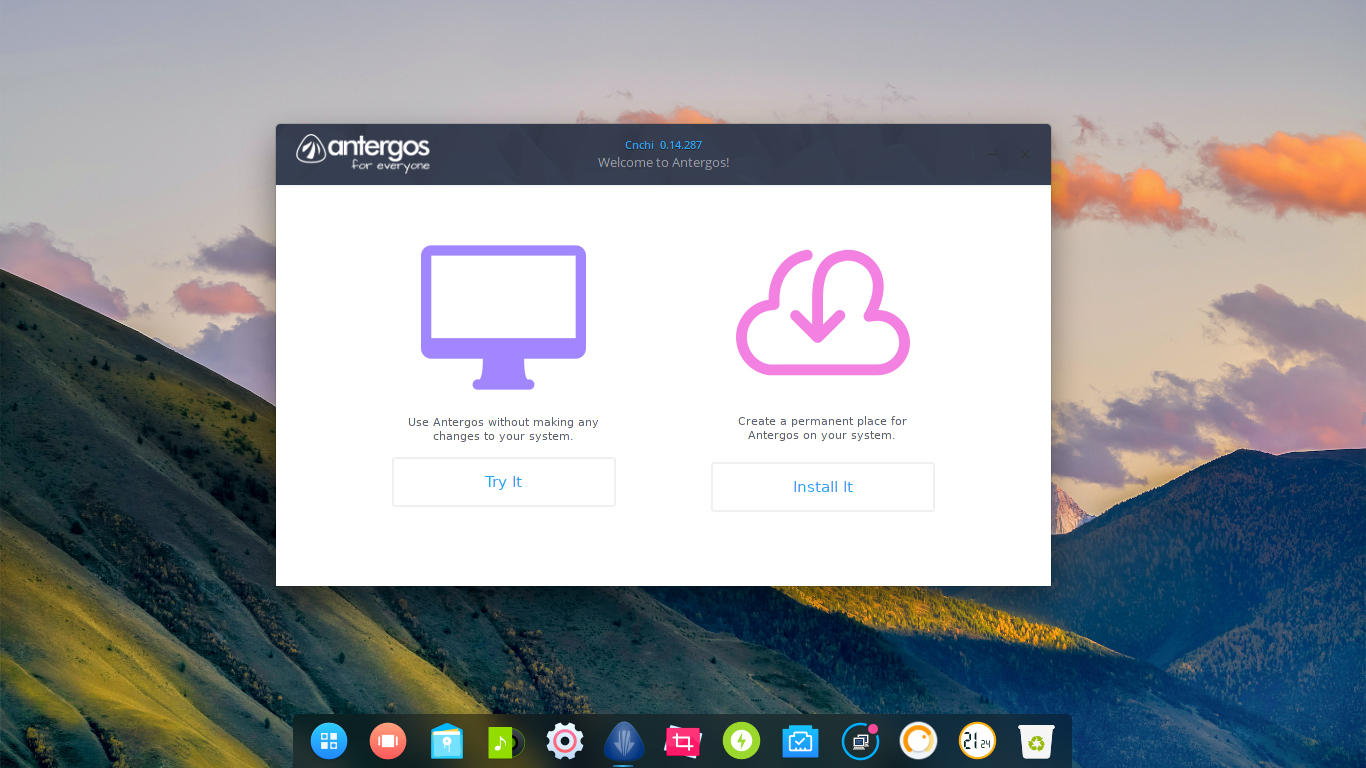 antergos
for everyone
Cnchi 0.14.287
Welcome to Antergos!
Use Antergos without making any
changes to your system.
Try It
Create a permanent place for
Antergos on your system.
Install It
21 24